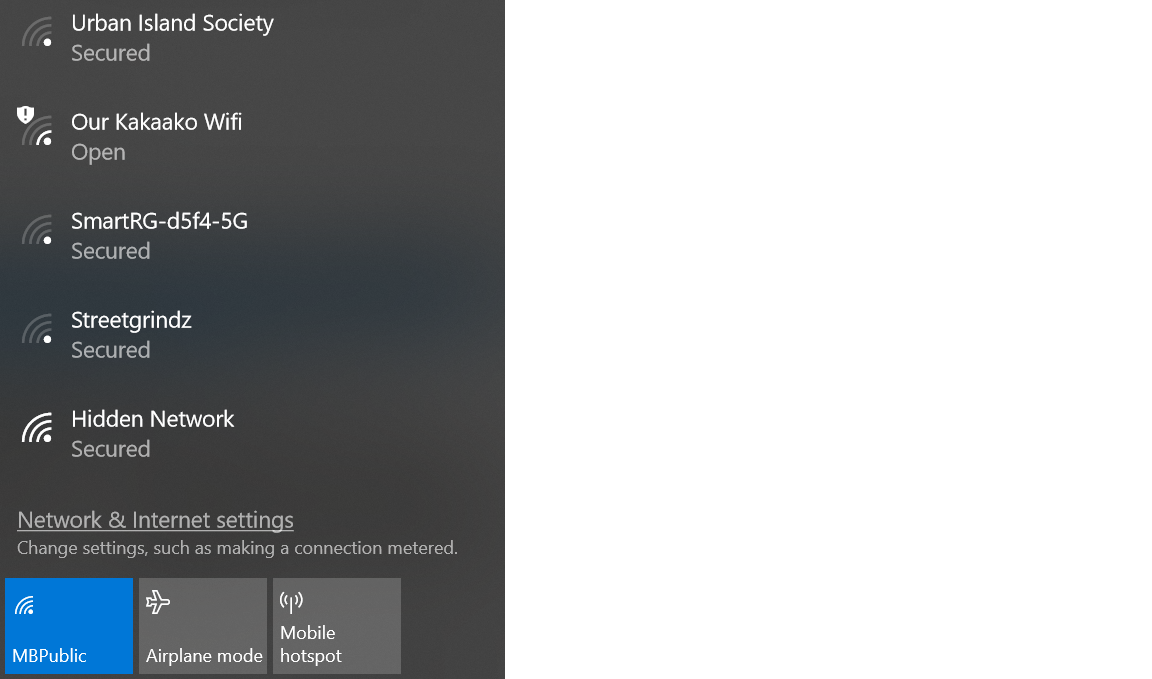 Urban Island Society
Secured
Our Kakaako Wifi
Open
SmartRG-d5f4-5G
Secured
Streetgrindz
Secured
Hidden Network
Secured
Network & Internet settings
Change settings, such as making a connection metered.
MBPublic
Airplane mode
Mobile
hotspot